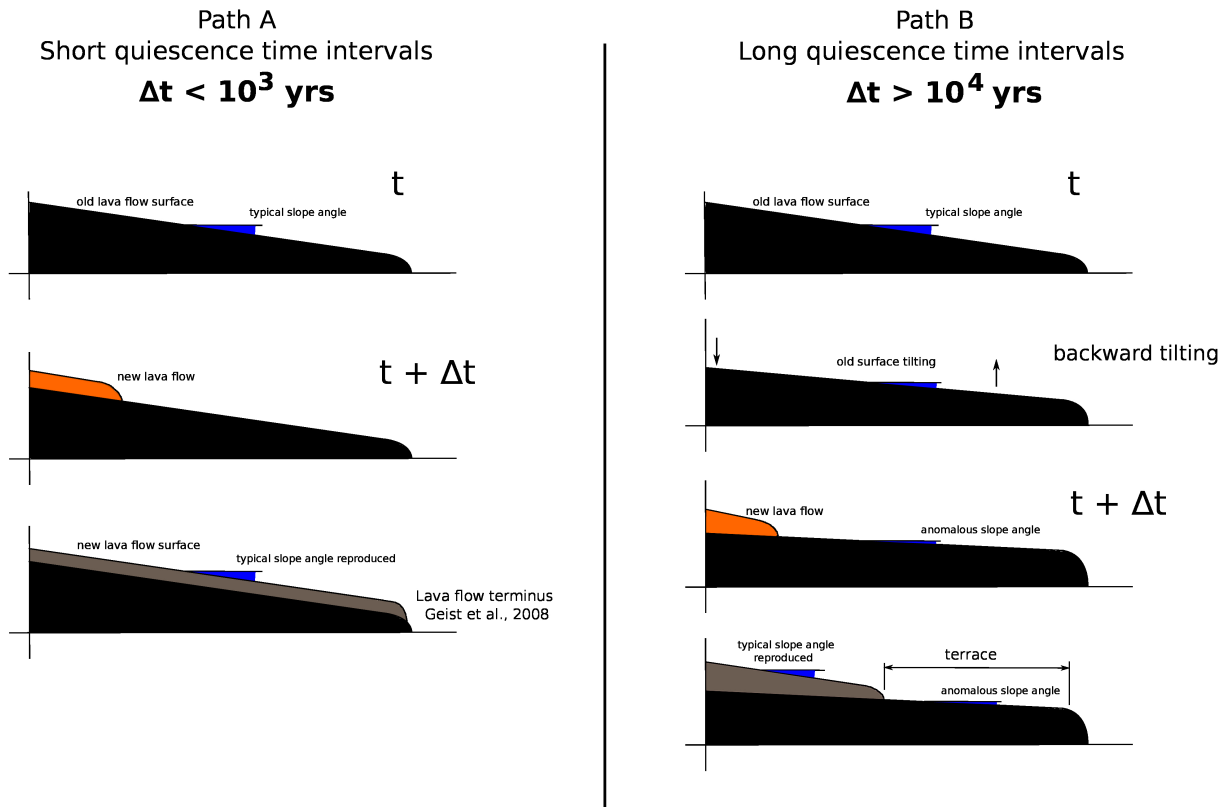 Path A
Short quiescence time intervals
Δt < 10³ yrs
t
old lava flow surface
typical slope angle
new lava flow
t + Δt
new lava flow surface
typical slope angle reproduced
Lava flow terminus
Geist et al., 2008
Path B
Long quiescence time intervals
Δt > 10⁴ yrs
t
old lava flow surface
typical slope angle
old surface tilting
backward tilting
new lava flow
t + Δt
anomalous slope angle
typical slope angle
reproduced
terrace
anomalous slope angle